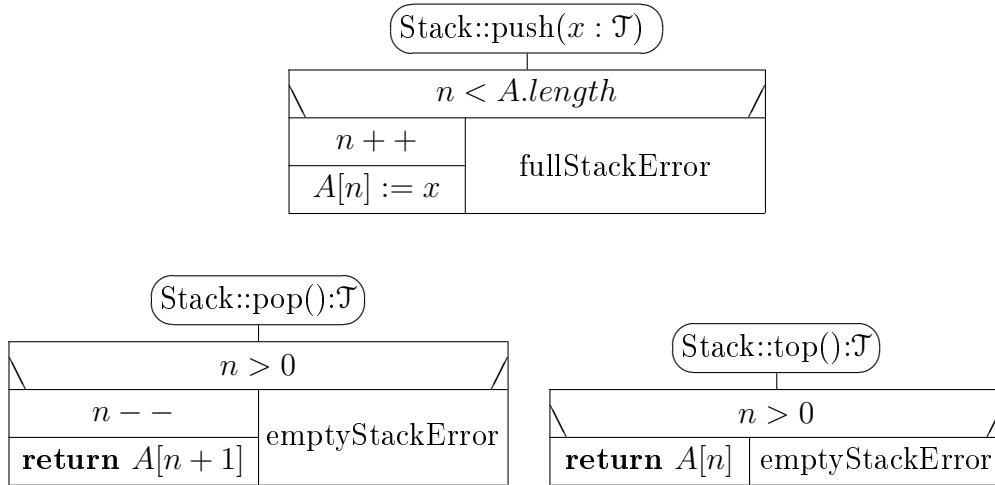 Stack::push(x : 𝒯)
n < A.length
n + +
fullStackError
A[n] := x
Stack::pop():𝒯
n > 0
n − −
emptyStackError
return A[n + 1]
Stack::top():𝒯
n > 0
return A[n] emptyStackError